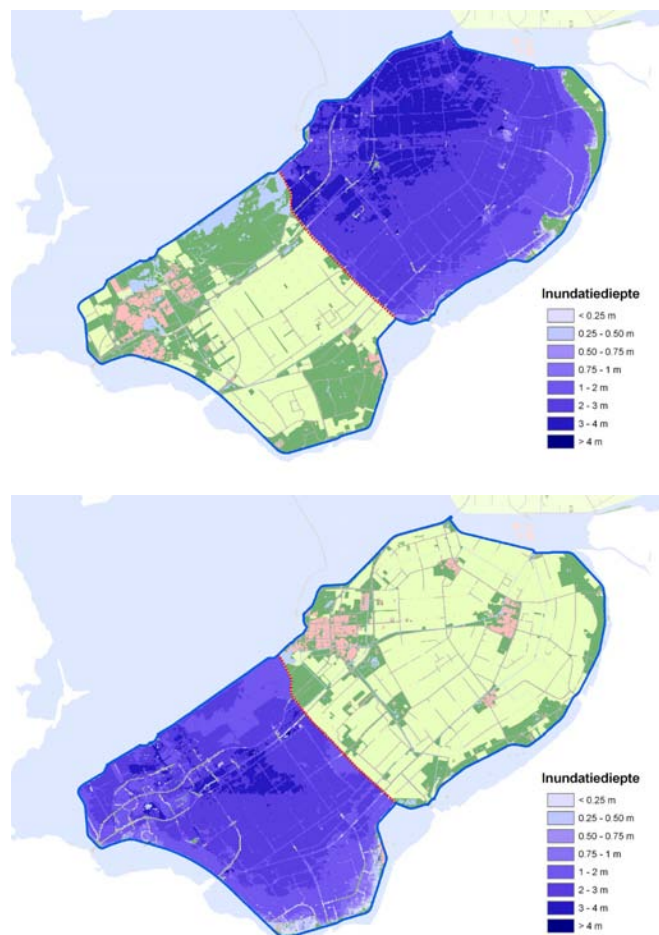 Inundatiediepte
< 0.25 m
0.25 - 0.50 m
0.50 - 0.75 m
0.75 - 1 m
1 - 2 m
2 - 3 m
3 - 4 m
> 4 m
Inundatiediepte
< 0.25 m
0.25 - 0.50 m
0.50 - 0.75 m
0.75 - 1 m
1 - 2 m
2 - 3 m
3 - 4 m
> 4 m